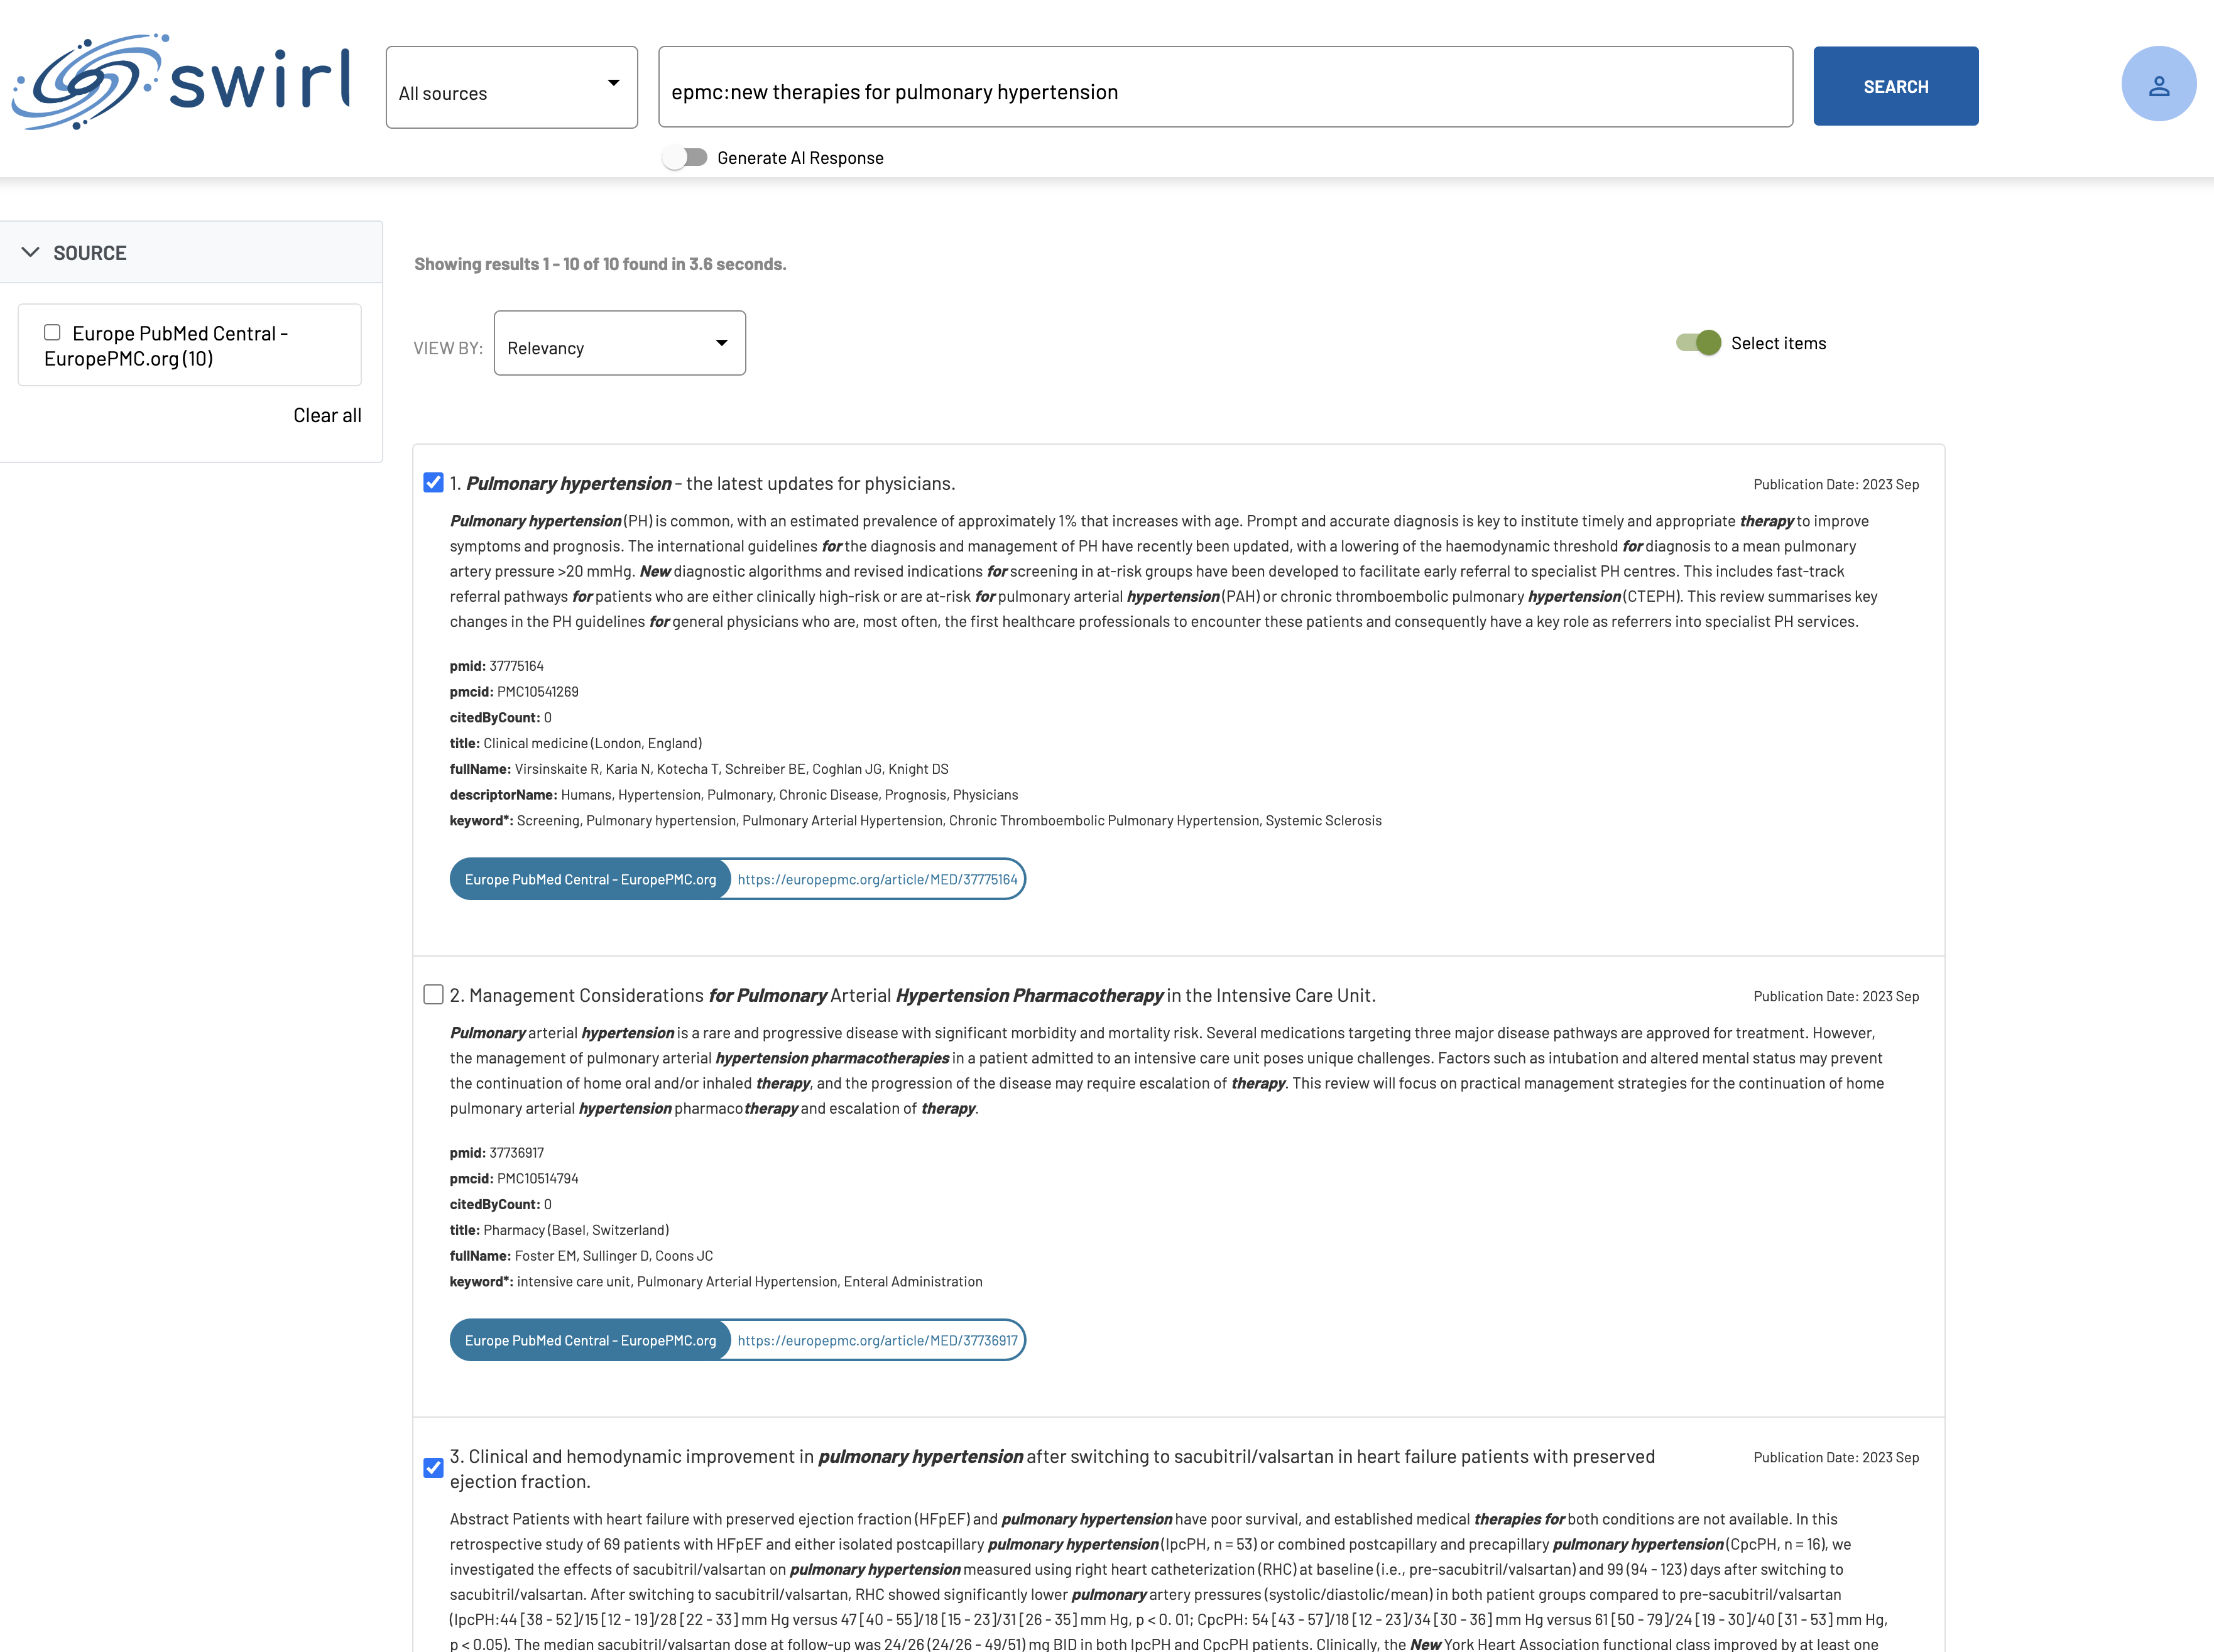 swirl
All sources
epmc:new therapies for pulmonary hypertension
SEARCH
Generate AI Response
SOURCE
Europe PubMed Central -
EuropePMC.org (10)
Clear all
Showing results 1 - 10 of 10 found in 3.6 seconds.
VIEW BY:
Relevancy
Select items
1. Pulmonary hypertension - the latest updates for physicians.
Publication Date: 2023 Sep
Pulmonary hypertension (PH) is common, with an estimated prevalence of approximately 1% that increases with age. Prompt and accurate diagnosis is key to institute timely and appropriate therapy to improve
symptoms and prognosis. The international guidelines for the diagnosis and management of PH have recently been updated, with a lowering of the haemodynamic threshold for diagnosis to a mean pulmonary
artery pressure >20 mmHg. New diagnostic algorithms and revised indications for screening in at-risk groups have been developed to facilitate early referral to specialist PH centres. This includes fast-track
referral pathways for patients who are either clinically high-risk or are at-risk for pulmonary arterial hypertension (PAH) or chronic thromboembolic pulmonary hypertension (CTEPH). This review summarises key
changes in the PH guidelines for general physicians who are, most often, the first healthcare professionals to encounter these patients and consequently have a key role as referrers into specialist PH services.
pmid: 37775164
pmcid: PMC10541269
citedByCount: 0
title: Clinical medicine (London, England)
fullName: Virsinskaite R, Karia N, Kotecha T, Schreiber BE, Coghlan JG, Knight DS
descriptorName: Humans, Hypertension, Pulmonary, Chronic Disease, Prognosis, Physicians
keyword*: Screening, Pulmonary hypertension, Pulmonary Arterial Hypertension, Chronic Thromboembolic Pulmonary Hypertension, Systemic Sclerosis
Europe PubMed Central - EuropePMC.org
https://europepmc.org/article/MED/37775164
2. Management Considerations for Pulmonary Arterial Hypertension Pharmacotherapy in the Intensive Care Unit.
Publication Date: 2023 Sep
Pulmonary arterial hypertension is a rare and progressive disease with significant morbidity and mortality risk. Several medications targeting three major disease pathways are approved for treatment. However,
the management of pulmonary arterial hypertension pharmacotherapies in a patient admitted to an intensive care unit poses unique challenges. Factors such as intubation and altered mental status may prevent
the continuation of home oral and/or inhaled therapy, and the progression of the disease may require escalation of therapy. This review will focus on practical management strategies for the continuation of home
pulmonary arterial hypertension pharmacotherapy and escalation of therapy.
pmid: 37736917
pmcid: PMC10514794
citedByCount: 0
title: Pharmacy (Basel, Switzerland)
fullName: Foster EM, Sullinger D, Coons JC
keyword*: intensive care unit, Pulmonary Arterial Hypertension, Enteral Administration
Europe PubMed Central - EuropePMC.org
https://europepmc.org/article/MED/37736917
3. Clinical and hemodynamic improvement in pulmonary hypertension after switching to sacubitril/valsartan in heart failure patients with preserved
ejection fraction.
Publication Date: 2023 Sep
Abstract Patients with heart failure with preserved ejection fraction (HFpEF) and pulmonary hypertension have poor survival, and established medical therapies for both conditions are not available. In this
retrospective study of 69 patients with HFpEF and either isolated postcapillary pulmonary hypertension (IpcPH, n = 53) or combined postcapillary and precapillary pulmonary hypertension (CpcPH, n = 16), we
investigated the effects of sacubitril/valsartan on pulmonary hypertension measured using right heart catheterization (RHC) at baseline (i.e., pre-sacubitril/valsartan) and 99 (94 - 123) days after switching to
sacubitril/valsartan. After switching to sacubitril/valsartan, RHC showed significantly lower pulmonary artery pressures (systolic/diastolic/mean) in both patient groups compared to pre-sacubitril/valsartan
(IpcPH:44 [38 - 52]/15 [12 - 19]/28 [22 - 33] mm Hg versus 47 [40 - 55]/18 [15 - 23]/31 [26 - 35] mm Hg, p < 0. 01; CpcPH: 54 [43 - 57]/18 [12 - 23]/34 [30 - 36] mm Hg versus 61 [50 - 79]/24 [19 - 30]/40 [31 - 53] mm Hg,
p < 0.05). The median sacubitril/valsartan dose at follow-up was 24/26 (24/26 - 49/51) mg BID in both IpcPH and CpcPH patients. Clinically, the New York Heart Association functional class improved by at least one